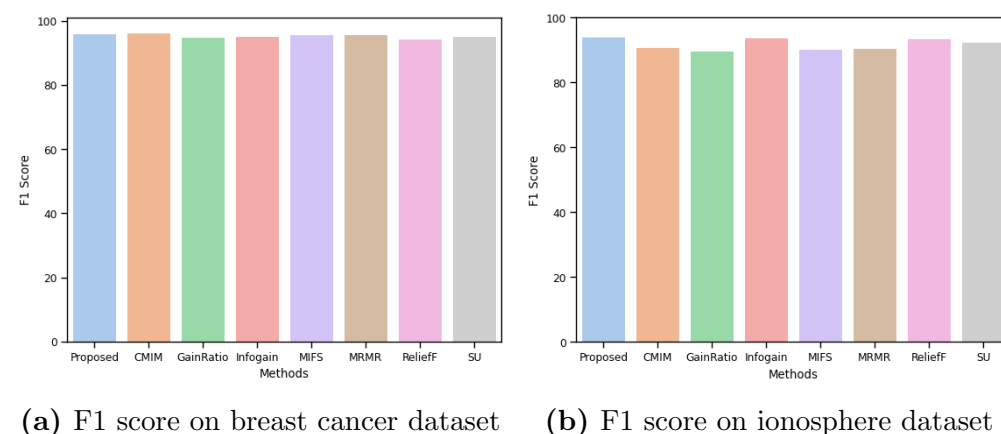 100
80
60
40
20
0
F1 Score
Proposed CMIM GainRatio Infogain MIFS MRMR ReliefF SU
Methods
(a) F1 score on breast cancer dataset
100
80
60
40
20
0
F1 Score
Proposed CMIM GainRatio Infogain MIFS MRMR ReliefF SU
Methods
(b) F1 score on ionosphere dataset